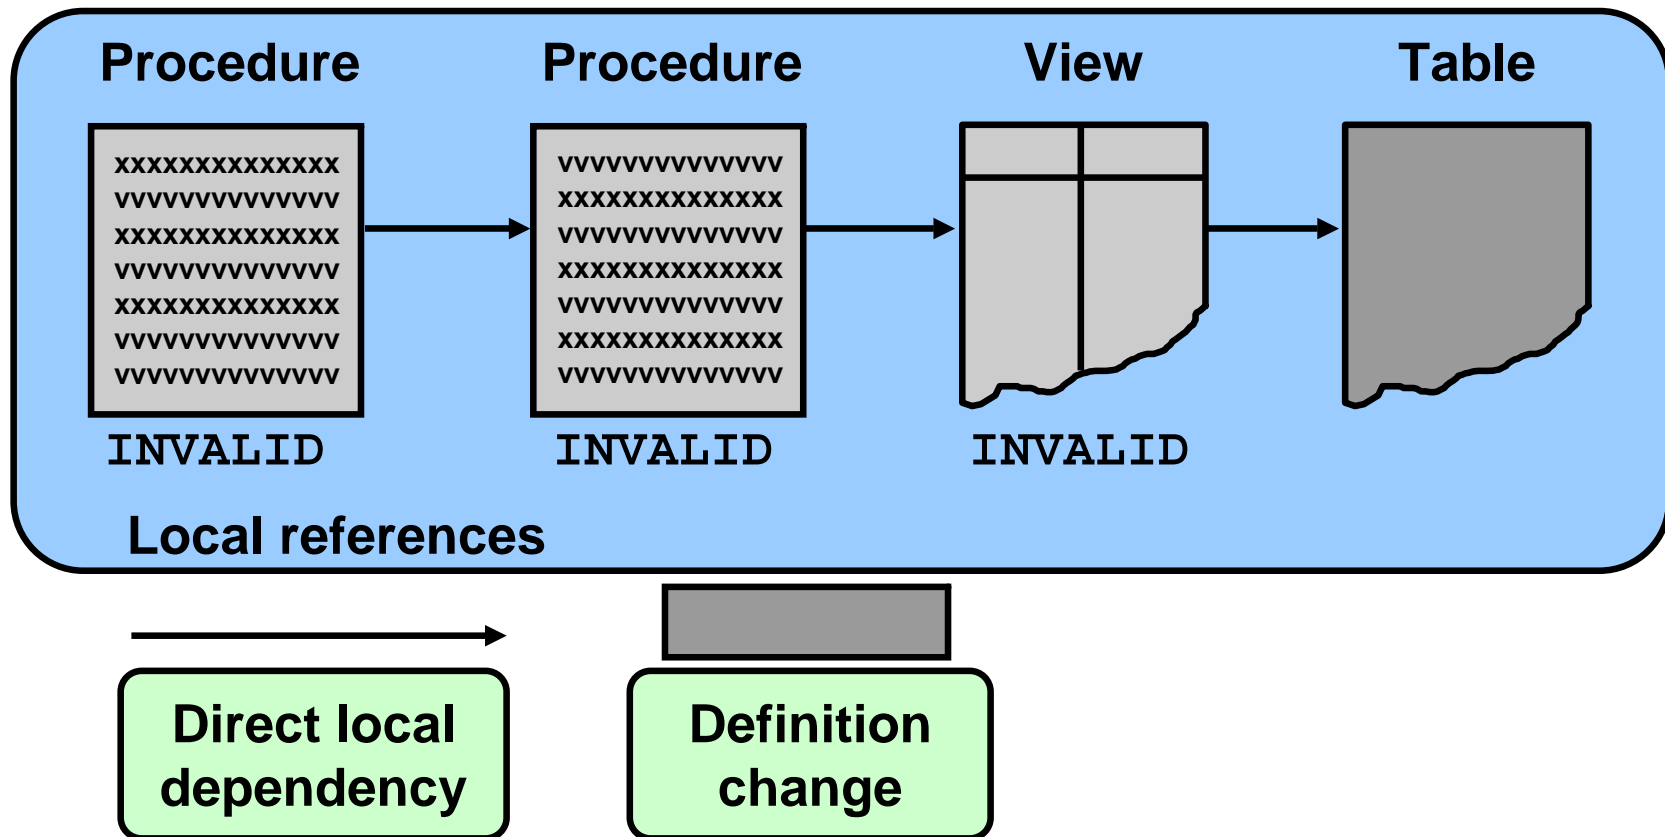 Procedure Procedure View Table
xxxxxxxxxxxxxx vvvvvvvvvvvvvv
vvvvvvvvvvvvvv xxxxxxxxxxxxxx
xxxxxxxxxxxxxx vvvvvvvvvvvvvv
vvvvvvvvvvvvvv xxxxxxxxxxxxxx
xxxxxxxxxxxxxx vvvvvvvvvvvvvv
vvvvvvvvvvvvvv xxxxxxxxxxxxxx
vvvvvvvvvvvvvv vvvvvvvvvvvvvv
INVALID INVALID INVALID
Local references
Direct local
dependency
Definition
change